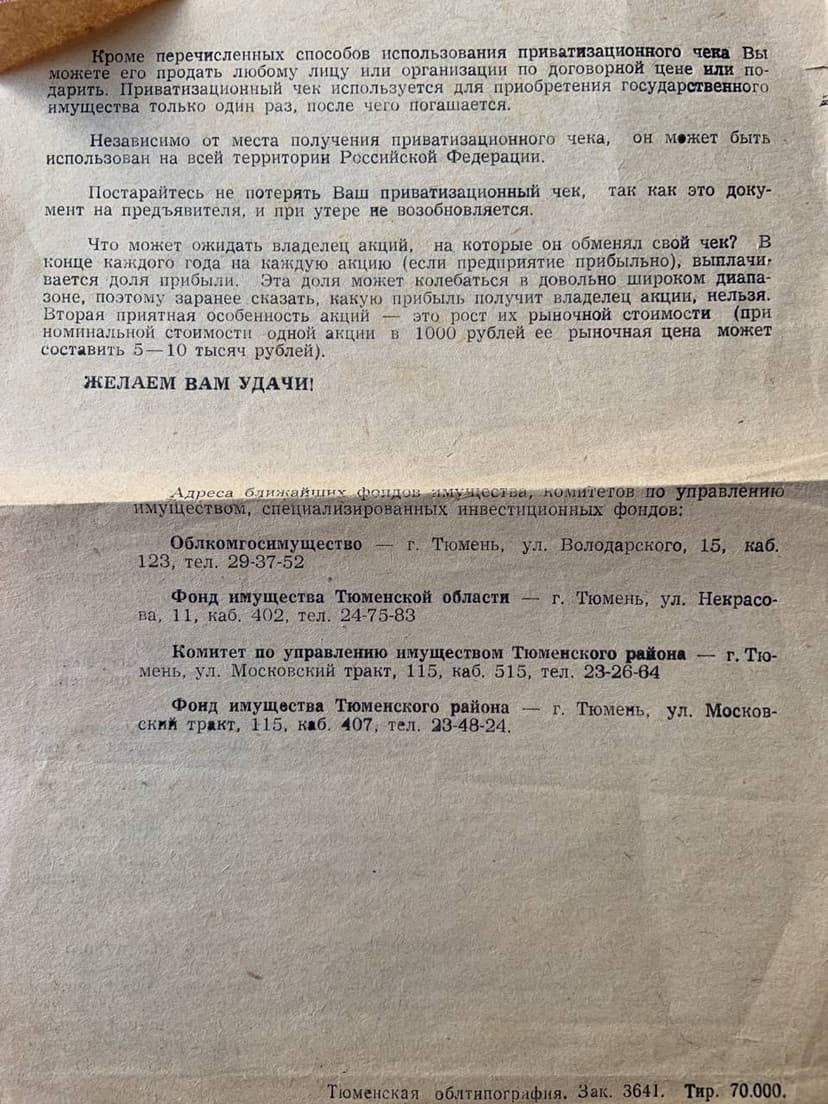 Кроме перечисленных способов использования приватизационного чека Вы
можете его продать любому лицу или организации по договорной цене или по-
дарить. Приватизационный чек используется для приобретения государственного
имущества только один раз, после чего погашается.
Независимо от места получения приватизационного чека, он может быть
использован на всей территории Российской Федерации.
Постарайтесь не потерять Ваш приватизационный чек, так как это доку-
мент на предъявителя, и при утере не возобновляется.
Что может ожидать владелец акций, на которые он обменял свой чек? В
конце каждого года на каждую акцию (если предприятие прибыльно), выплачи-
вается доля прибыли. Эта доля может колебаться в довольно широком диапа-
зоне, поэтому заранее сказать, какую прибыль получит владелец акции, нельзя.
Вторая приятная особенность акций — это рост их рыночной стоимости (при
номинальной стоимости одной акции в 1000 рублей ее рыночная цена может
составить 5—10 тысяч рублей).
ЖЕЛАЕМ ВАМ УДАЧИ!
Адреса ближайших фондов имущества, комитетов по управлению
имуществом, специализированных инвестиционных фондов:
Облкомгосимущество — г. Тюмень, ул. Володарского, 15, каб.
123, тел. 29-37-52
Фонд имущества Тюменской области — г. Тюмень, ул. Некрасо-
ва, 11, каб. 402, тел. 24-75-83
Комитет по управлению имуществом Тюменского района — г. Тю-
мень, ул. Московский тракт, 115, каб. 515, тел. 23-26-64
Фонд имущества Тюменского района — г. Тюмень, ул. Москов-
ский тракт, 115, каб. 407, тел. 23-48-24.
Тюменская облтипография. Зак. 3641. Тир. 70.000.